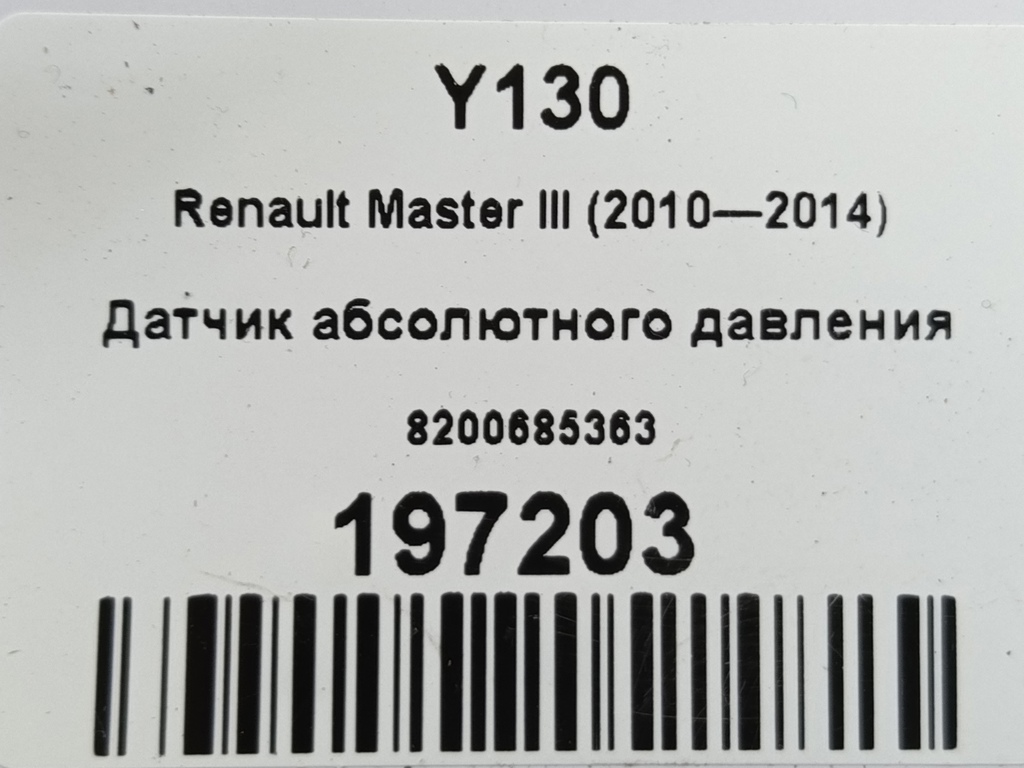 Y130
Renault Master III (2010—2014)
Датчик абсолютного давления
8200685363
197203